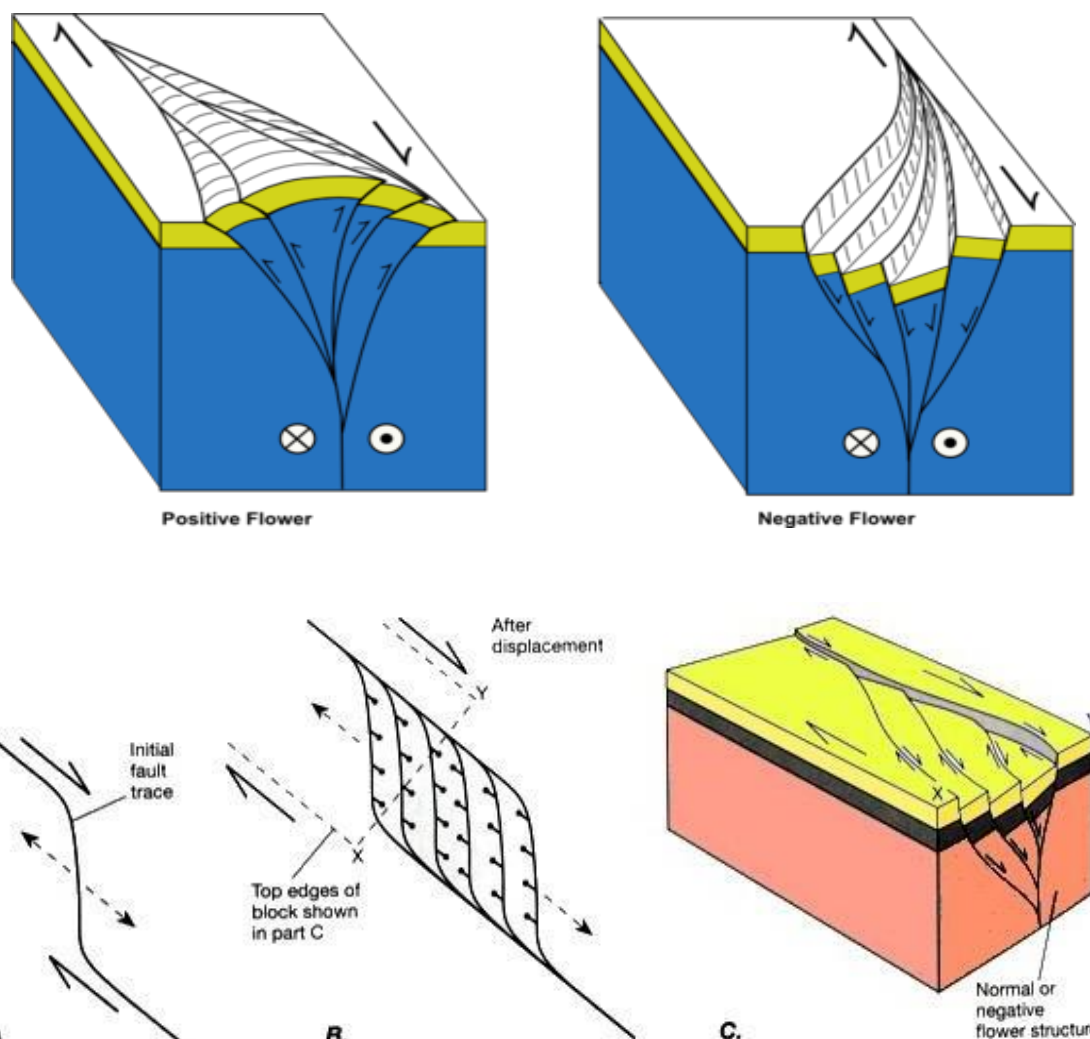 Positive Flower
Negative Flower
Initial
fault
trace
After
displacement
Y
X
Top edges of
block shown
in part C
B.
X
Normal or
negative
flower structure
C.